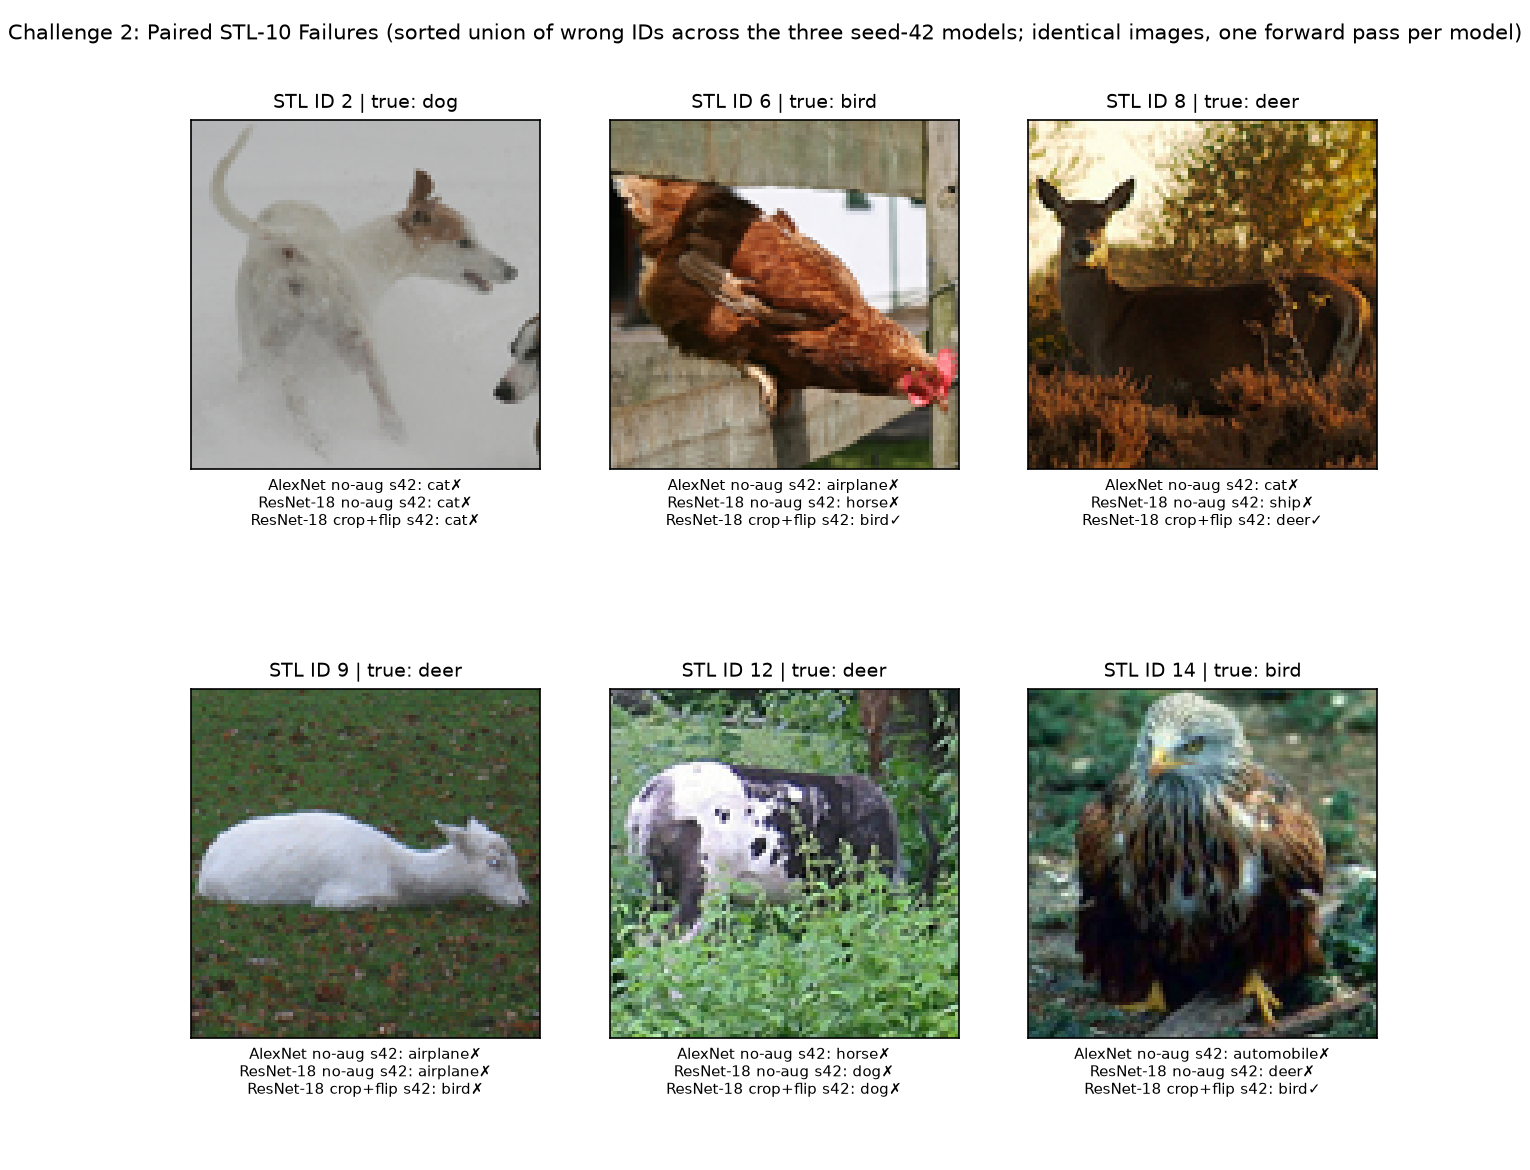 Challenge 2: Paired STL-10 Failures (sorted union of wrong IDs across the three seed-42 models; identical images, one forward pass per model)
STL ID 2 | true: dog
AlexNet no-aug s42: cat✗
ResNet-18 no-aug s42: cat✗
ResNet-18 crop+flip s42: cat✗
STL ID 6 | true: bird
AlexNet no-aug s42: airplane✗
ResNet-18 no-aug s42: horse✗
ResNet-18 crop+flip s42: bird✓
STL ID 8 | true: deer
AlexNet no-aug s42: cat✗
ResNet-18 no-aug s42: ship✗
ResNet-18 crop+flip s42: deer✓
STL ID 9 | true: deer
AlexNet no-aug s42: airplane✗
ResNet-18 no-aug s42: airplane✗
ResNet-18 crop+flip s42: bird✗
STL ID 12 | true: deer
AlexNet no-aug s42: horse✗
ResNet-18 no-aug s42: dog✗
ResNet-18 crop+flip s42: dog✗
STL ID 14 | true: bird
AlexNet no-aug s42: automobile✗
ResNet-18 no-aug s42: deer✗
ResNet-18 crop+flip s42: bird✓